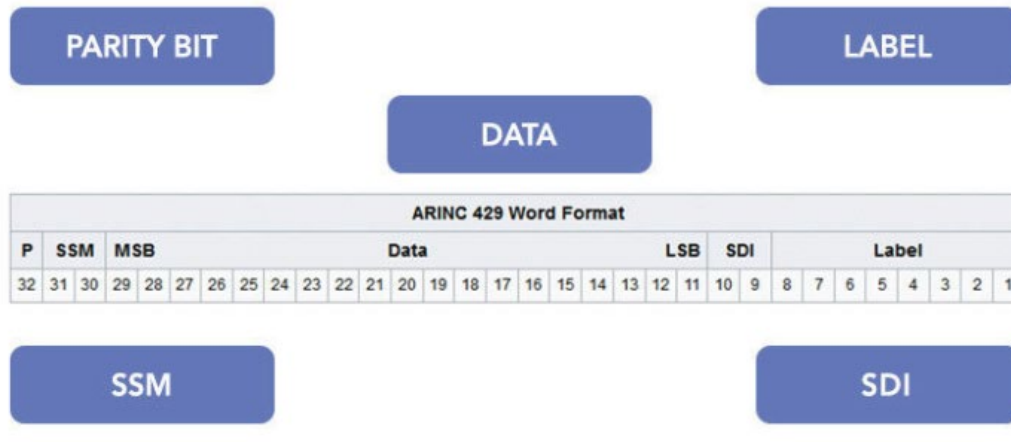 PARITY BIT LABEL
DATA
ARINC 429 Word Format
P SSM MSB Data LSB SDI Label
32 31 30 29 28 27 26 25 24 23 22 21 20 19 18 17 16 15 14 13 12 11 10 9 8 7 6 5 4 3 2 1
SSM SDI